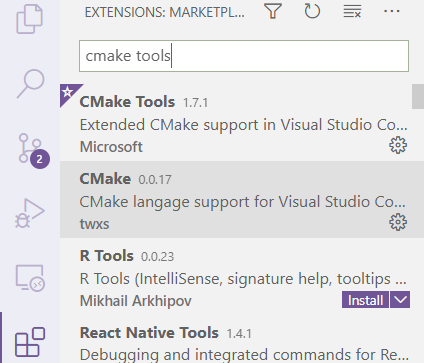 EXTENSIONS: MARKETPL...
cmake tools
CMake Tools 1.7.1
Extended CMake support in Visual Studio Co...
Microsoft
2
CMake 0.0.17
CMake langage support for Visual Studio Co...
twxs
R Tools 0.0.23
R Tools (IntelliSense, signature help, tooltips ...
Mikhail Arkhipov Install
React Native Tools 1.4.1
Debugging and integrated commands for Re...